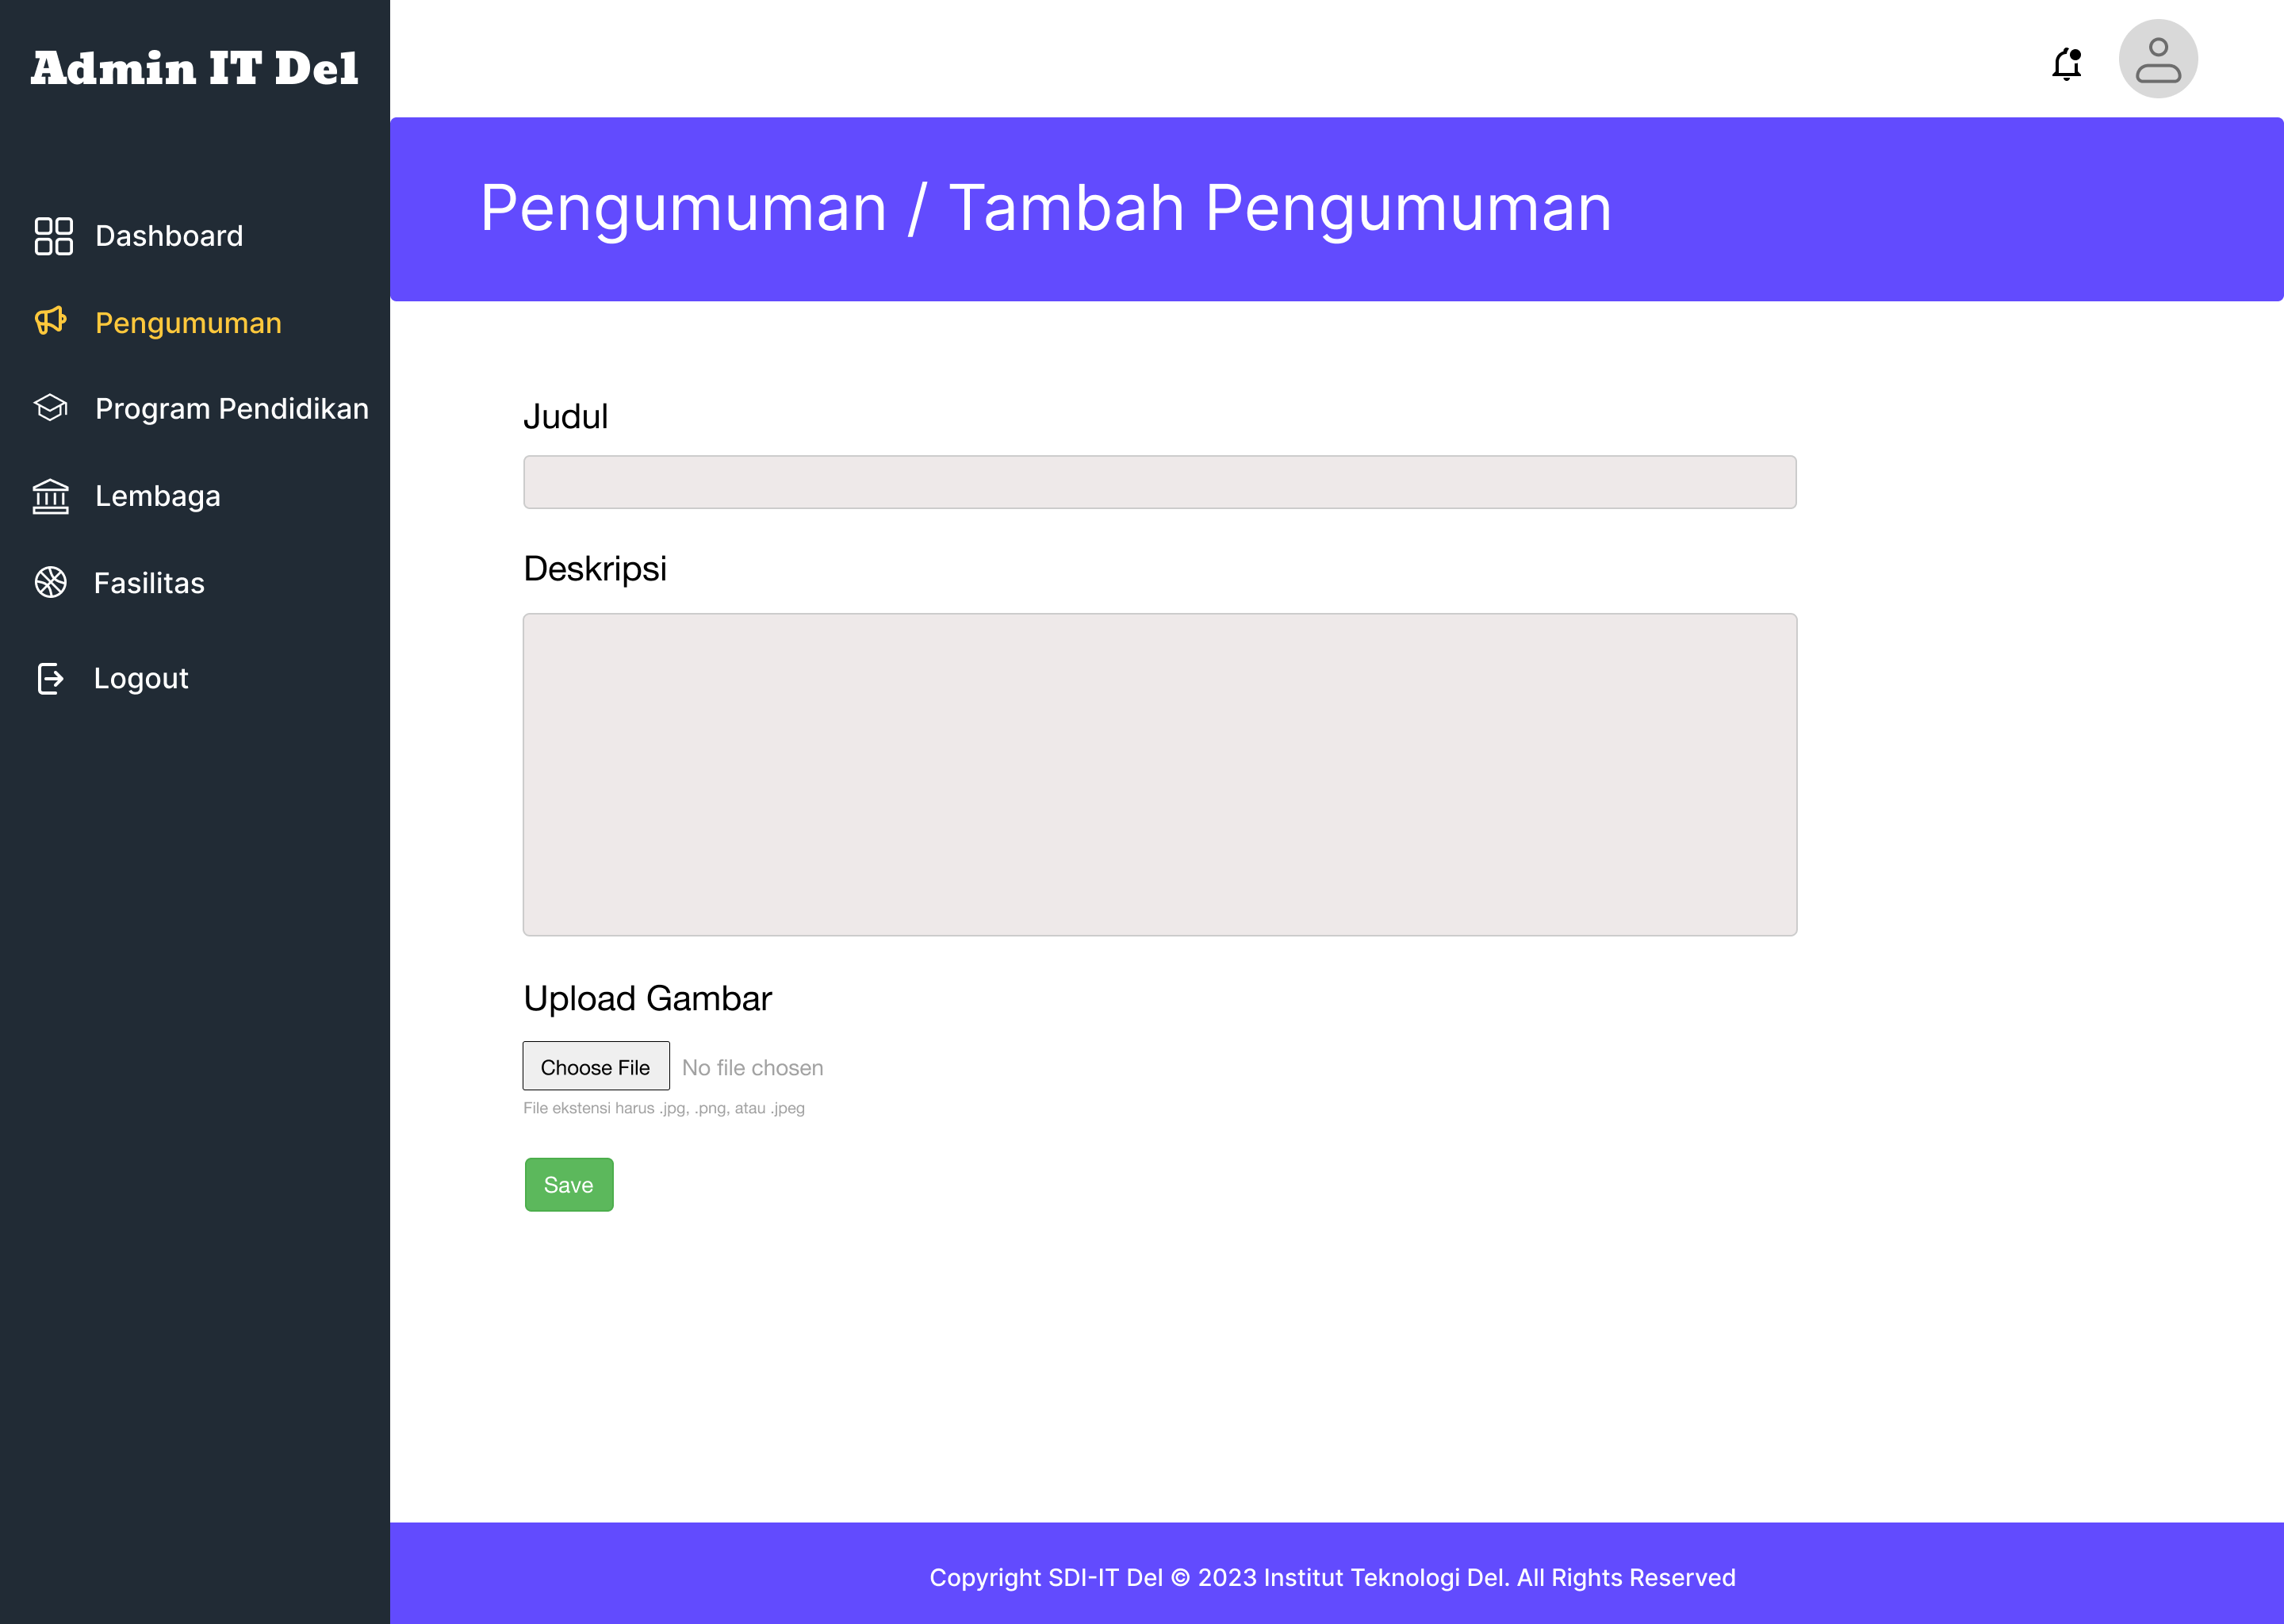 Admin IT Del
Dashboard
Pengumuman
Program Pendidikan
Lembaga
Fasilitas
Logout
Pengumuman / Tambah Pengumuman
Judul
Deskripsi
Upload Gambar
Choose File No file chosen
File ekstensi harus .jpg, .png, atau .jpeg
Save
Copyright SDI-IT Del © 2023 Institut Teknologi Del. All Rights Reserved